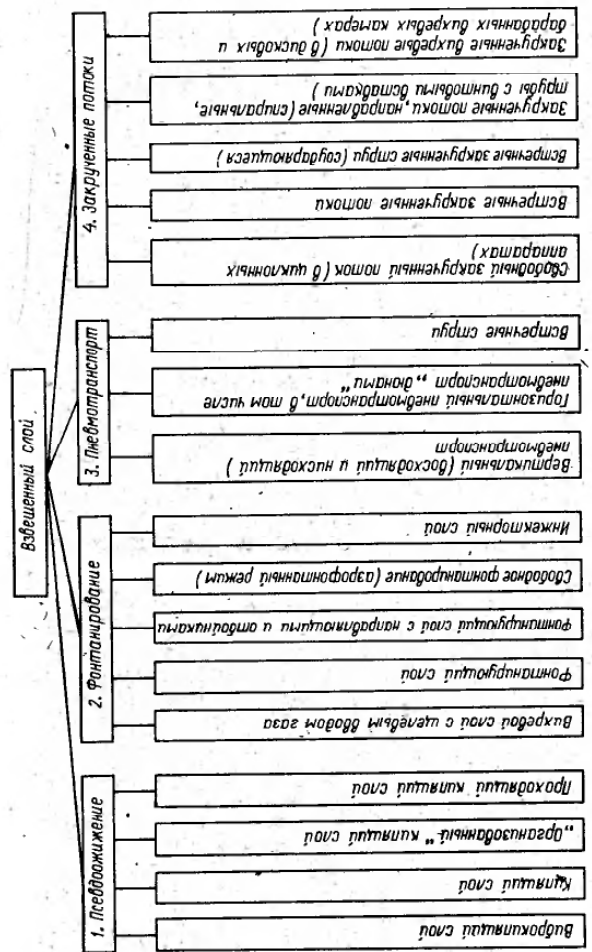 Взвешенный слой
1. Псевдоожижение
Виброкипящий слой
Кипящий слой
„Организованный“ кипящий слой
Проходящий кипящий слой
2. Фонтанирование
Вихревой слой с щелевым вводом газа
Фонтанирующий слой
Фонтанирующий слой с направляющими и отбойниками
Свободное фонтанирование (аэрофонтанный режим)
Инжекторный слой
3. Пневмотранспорт
Вертикальный (восходящий и нисходящий)
пневмотранспорт
Горизонтальный пневмотранспорт, в том числе
пневмотранспорт „дюнами“
Встречные струи
4. Закрученные потоки
Свободный закрученный поток (в циклонных
аппаратах)
Встречные закрученные потоки
Встречные закрученные струи (соударяющиеся)
Закрученные потоки, направленные (спиральные,
трубы с винтовыми вставками)
Закрученные вихревые потоки (в дисковых и
барабанных вихревых камерах)